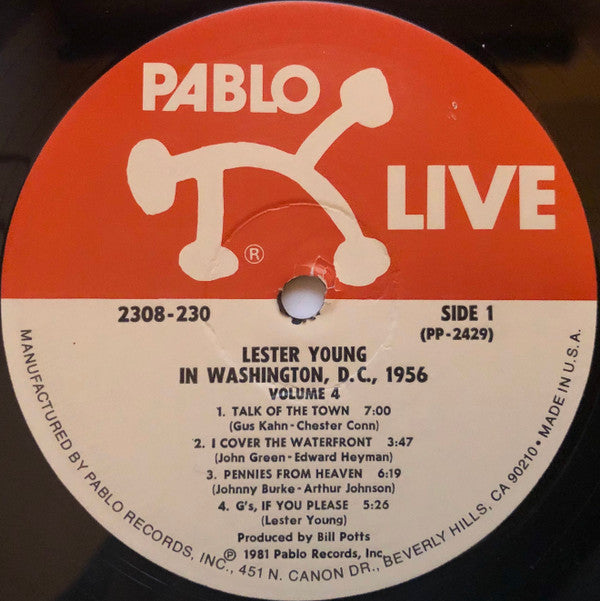 PABLO
LIVE
®
2308-230
SIDE 1
(PP-2429)
LESTER YOUNG
IN WASHINGTON, D.C., 1956
VOLUME 4
1. TALK OF THE TOWN 7:00
(Gus Kahn-Chester Conn)
2. I COVER THE WATERFRONT 3:47
(John Green-Edward Heyman)
3. PENNIES FROM HEAVEN 6:19
(Johnny Burke-Arthur Johnson)
4. G's, IF YOU PLEASE 5:26
(Lester Young)
Produced by Bill Potts
℗ 1981 Pablo Records, Inc.
MANUFACTURED BY PABLO RECORDS, INC., 451 N. CANON DR., BEVERLY HILLS, CA 90210 • MADE IN U.S.A.